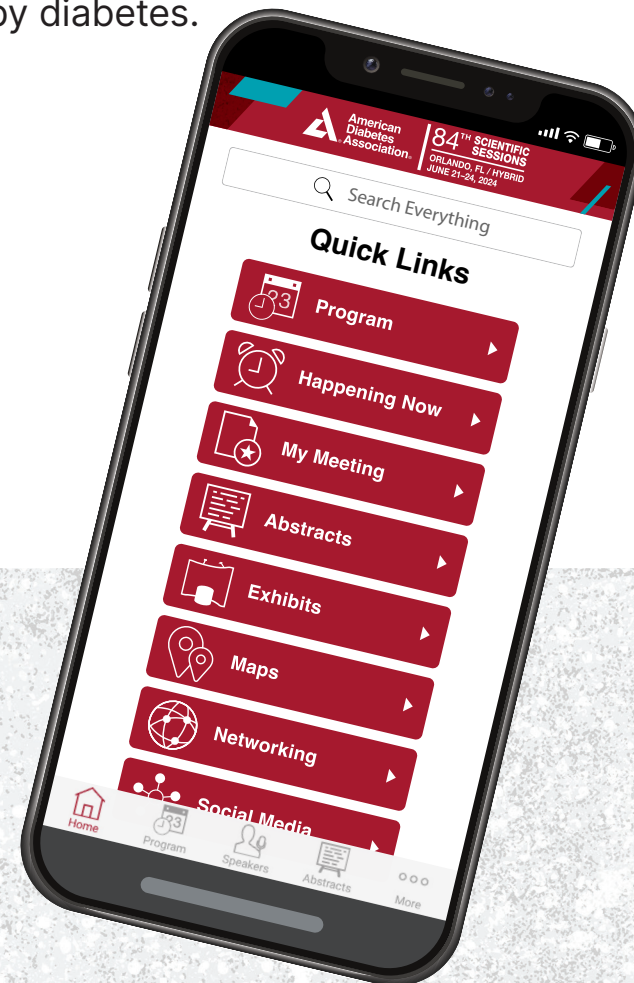 by diabetes.
American
Diabetes
Association®
84TH SCIENTIFIC
SESSIONS
ORLANDO, FL / HYBRID
JUNE 21–24, 2024
Search Everything
Quick Links
23
Program
Happening Now
My Meeting
Abstracts
Exhibits
Maps
Networking
Social Media
Home
23
Program
Speakers
Abstracts
More